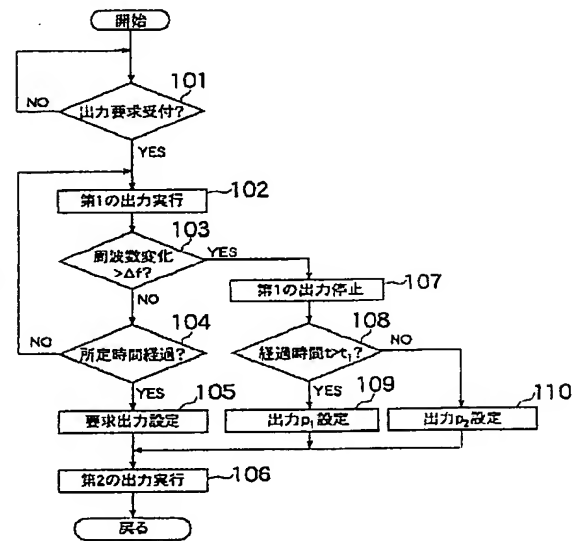 開始
101
出力要求受付?
NO
YES
102
第1の出力実行
103
周波数変化
>Δf?
YES
NO
107
第1の出力停止
104
所定時間経過?
NO
YES
108
経過時間t>t₁?
NO
YES
105
要求出力設定
109
出力p₁設定
110
出力p₂設定
106
第2の出力実行
戻る